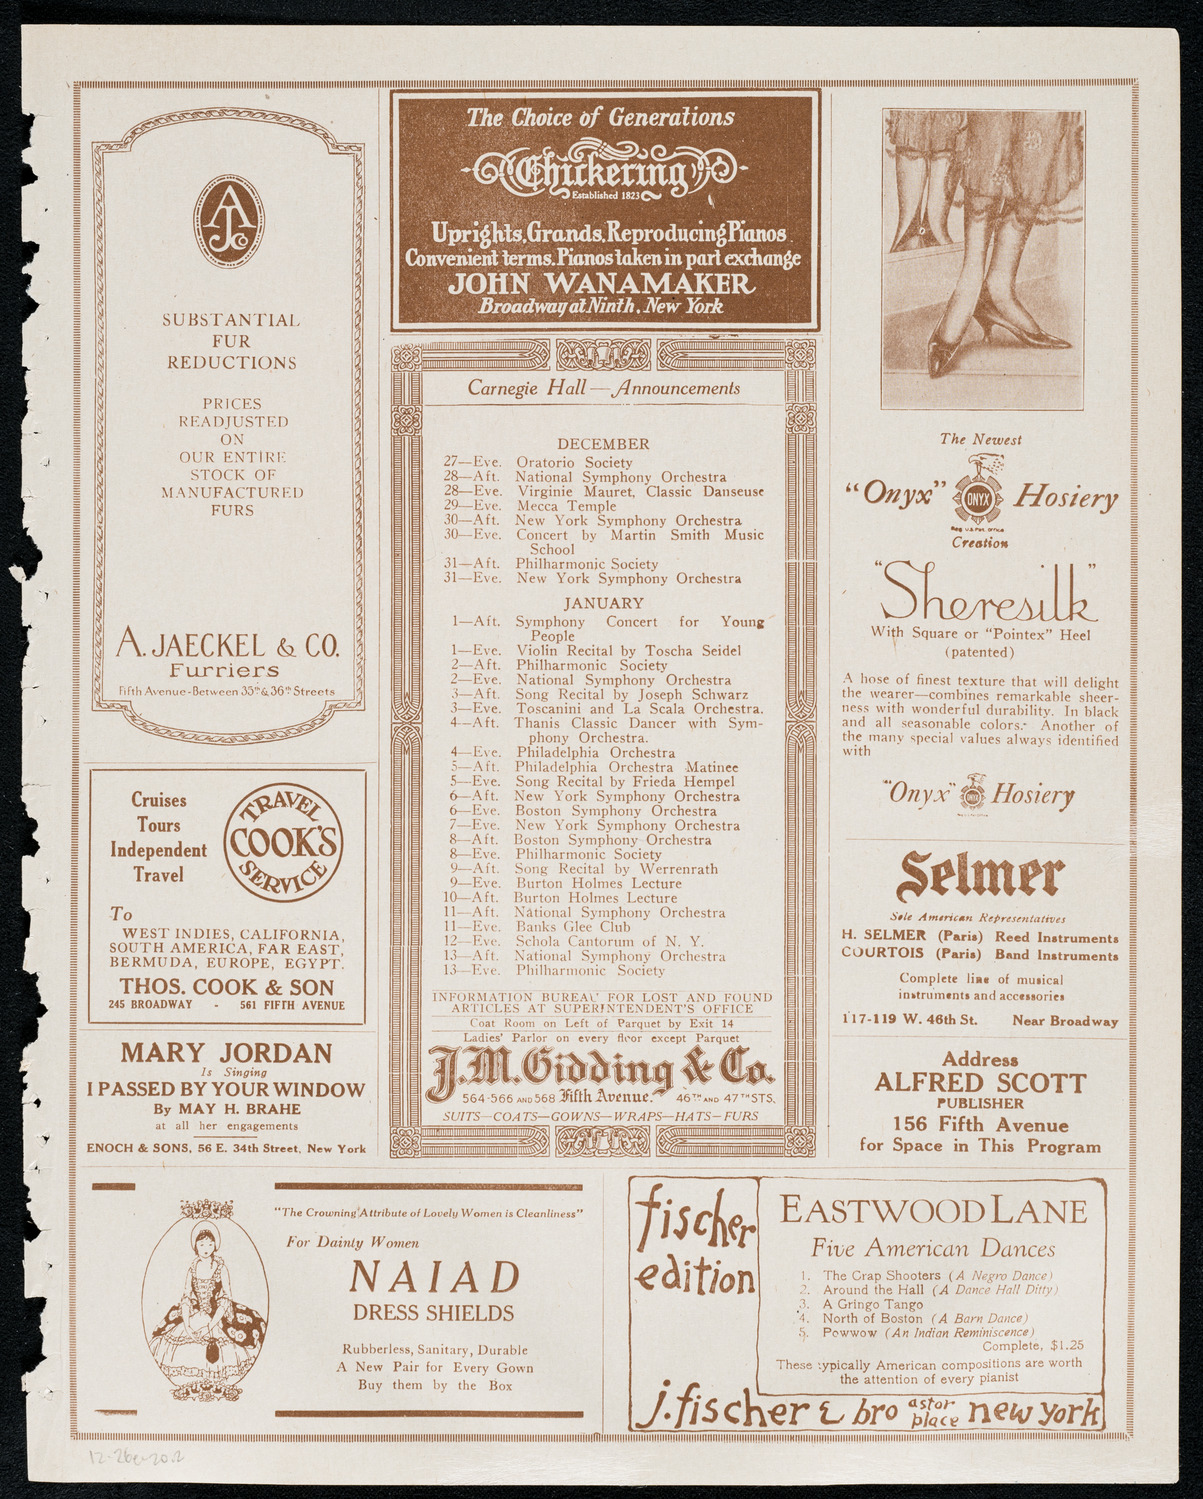 AJCo
SUBSTANTIAL
FUR
REDUCTIONS
PRICES
READJUSTED
ON
OUR ENTIRE
STOCK OF
MANUFACTURED
FURS
A. JAECKEL & CO.
Furriers
Fifth Avenue-Between 35th & 36th Streets
Cruises
Tours
Independent
Travel
TRAVEL
COOK'S
SERVICE
To
WEST INDIES, CALIFORNIA,
SOUTH AMERICA, FAR EAST,
BERMUDA, EUROPE, EGYPT.
THOS. COOK & SON
245 BROADWAY - 561 FIFTH AVENUE
MARY JORDAN
Is Singing
I PASSED BY YOUR WINDOW
By MAY H. BRAHE
at all her engagements
ENOCH & SONS, 56 E. 34th Street, New York
The Choice of Generations
Chickering
Established 1823
Uprights, Grands, Reproducing Pianos
Convenient terms. Pianos taken in part exchange
JOHN WANAMAKER
Broadway at Ninth, New York
Carnegie Hall — Announcements
DECEMBER
27—Eve. Oratorio Society
28—Aft. National Symphony Orchestra
28—Eve. Virginie Mauret, Classic Danseuse
29—Eve. Mecca Temple
30—Aft. New York Symphony Orchestra
30—Eve. Concert by Martin Smith Music
School
31—Aft. Philharmonic Society
31—Eve. New York Symphony Orchestra
JANUARY
1—Aft. Symphony Concert for Young
People
1—Eve. Violin Recital by Toscha Seidel
2—Aft. Philharmonic Society
2—Eve. National Symphony Orchestra
3—Aft. Song Recital by Joseph Schwarz
3—Eve. Toscanini and La Scala Orchestra.
4—Aft. Thanis Classic Dancer with Sym-
phony Orchestra.
4—Eve. Philadelphia Orchestra
5—Aft. Philadelphia Orchestra Matinee
5—Eve. Song Recital by Frieda Hempel
6—Aft. New York Symphony Orchestra
6—Eve. Boston Symphony Orchestra
7—Eve. New York Symphony Orchestra
8—Aft. Boston Symphony Orchestra
8—Eve. Philharmonic Society
9—Aft. Song Recital by Werrenrath
9—Eve. Burton Holmes Lecture
10—Aft. Burton Holmes Lecture
11—Aft. National Symphony Orchestra
11—Eve. Banks Glee Club
12—Eve. Schola Cantorum of N. Y.
13—Aft. National Symphony Orchestra
13—Eve. Philharmonic Society
INFORMATION BUREAU FOR LOST AND FOUND
ARTICLES AT SUPERINTENDENT'S OFFICE
Coat Room on Left of Parquet by Exit 14
Ladies' Parlor on every floor except Parquet
J.M. Gidding & Co.
564-566 AND 568 Fifth Avenue. 46TH AND 47TH STS.
SUITS—COATS—GOWNS—WRAPS—HATS—FURS
The Newest
"Onyx" ONYX Hosiery
Reg. U.S. Pat. Office
Creation
"Sheresilk"
With Square or "Pointex" Heel
(patented)
A hose of finest texture that will delight
the wearer—combines remarkable sheer-
ness with wonderful durability. In black
and all seasonable colors. Another of
the many special values always identified
with
"Onyx" ONYX Hosiery
Selmer
Sole American Representatives
H. SELMER (Paris) Reed Instruments
COURTOIS (Paris) Band Instruments
Complete line of musical
instruments and accessories
117-119 W. 46th St. Near Broadway
Address
ALFRED SCOTT
PUBLISHER
156 Fifth Avenue
for Space in This Program
"The Crowning Attribute of Lovely Women is Cleanliness"
For Dainty Women
NAIAD
DRESS SHIELDS
Rubberless, Sanitary, Durable
A New Pair for Every Gown
Buy them by the Box
fischer
edition
EASTWOOD LANE
Five American Dances
1. The Crap Shooters (A Negro Dance)
2. Around the Hall (A Dance Hall Ditty)
3. A Gringo Tango
4. North of Boston (A Barn Dance)
5. Powwow (An Indian Reminiscence)
Complete, $1.25
These typically American compositions are worth
the attention of every pianist
j. fischer & bro astor place new york